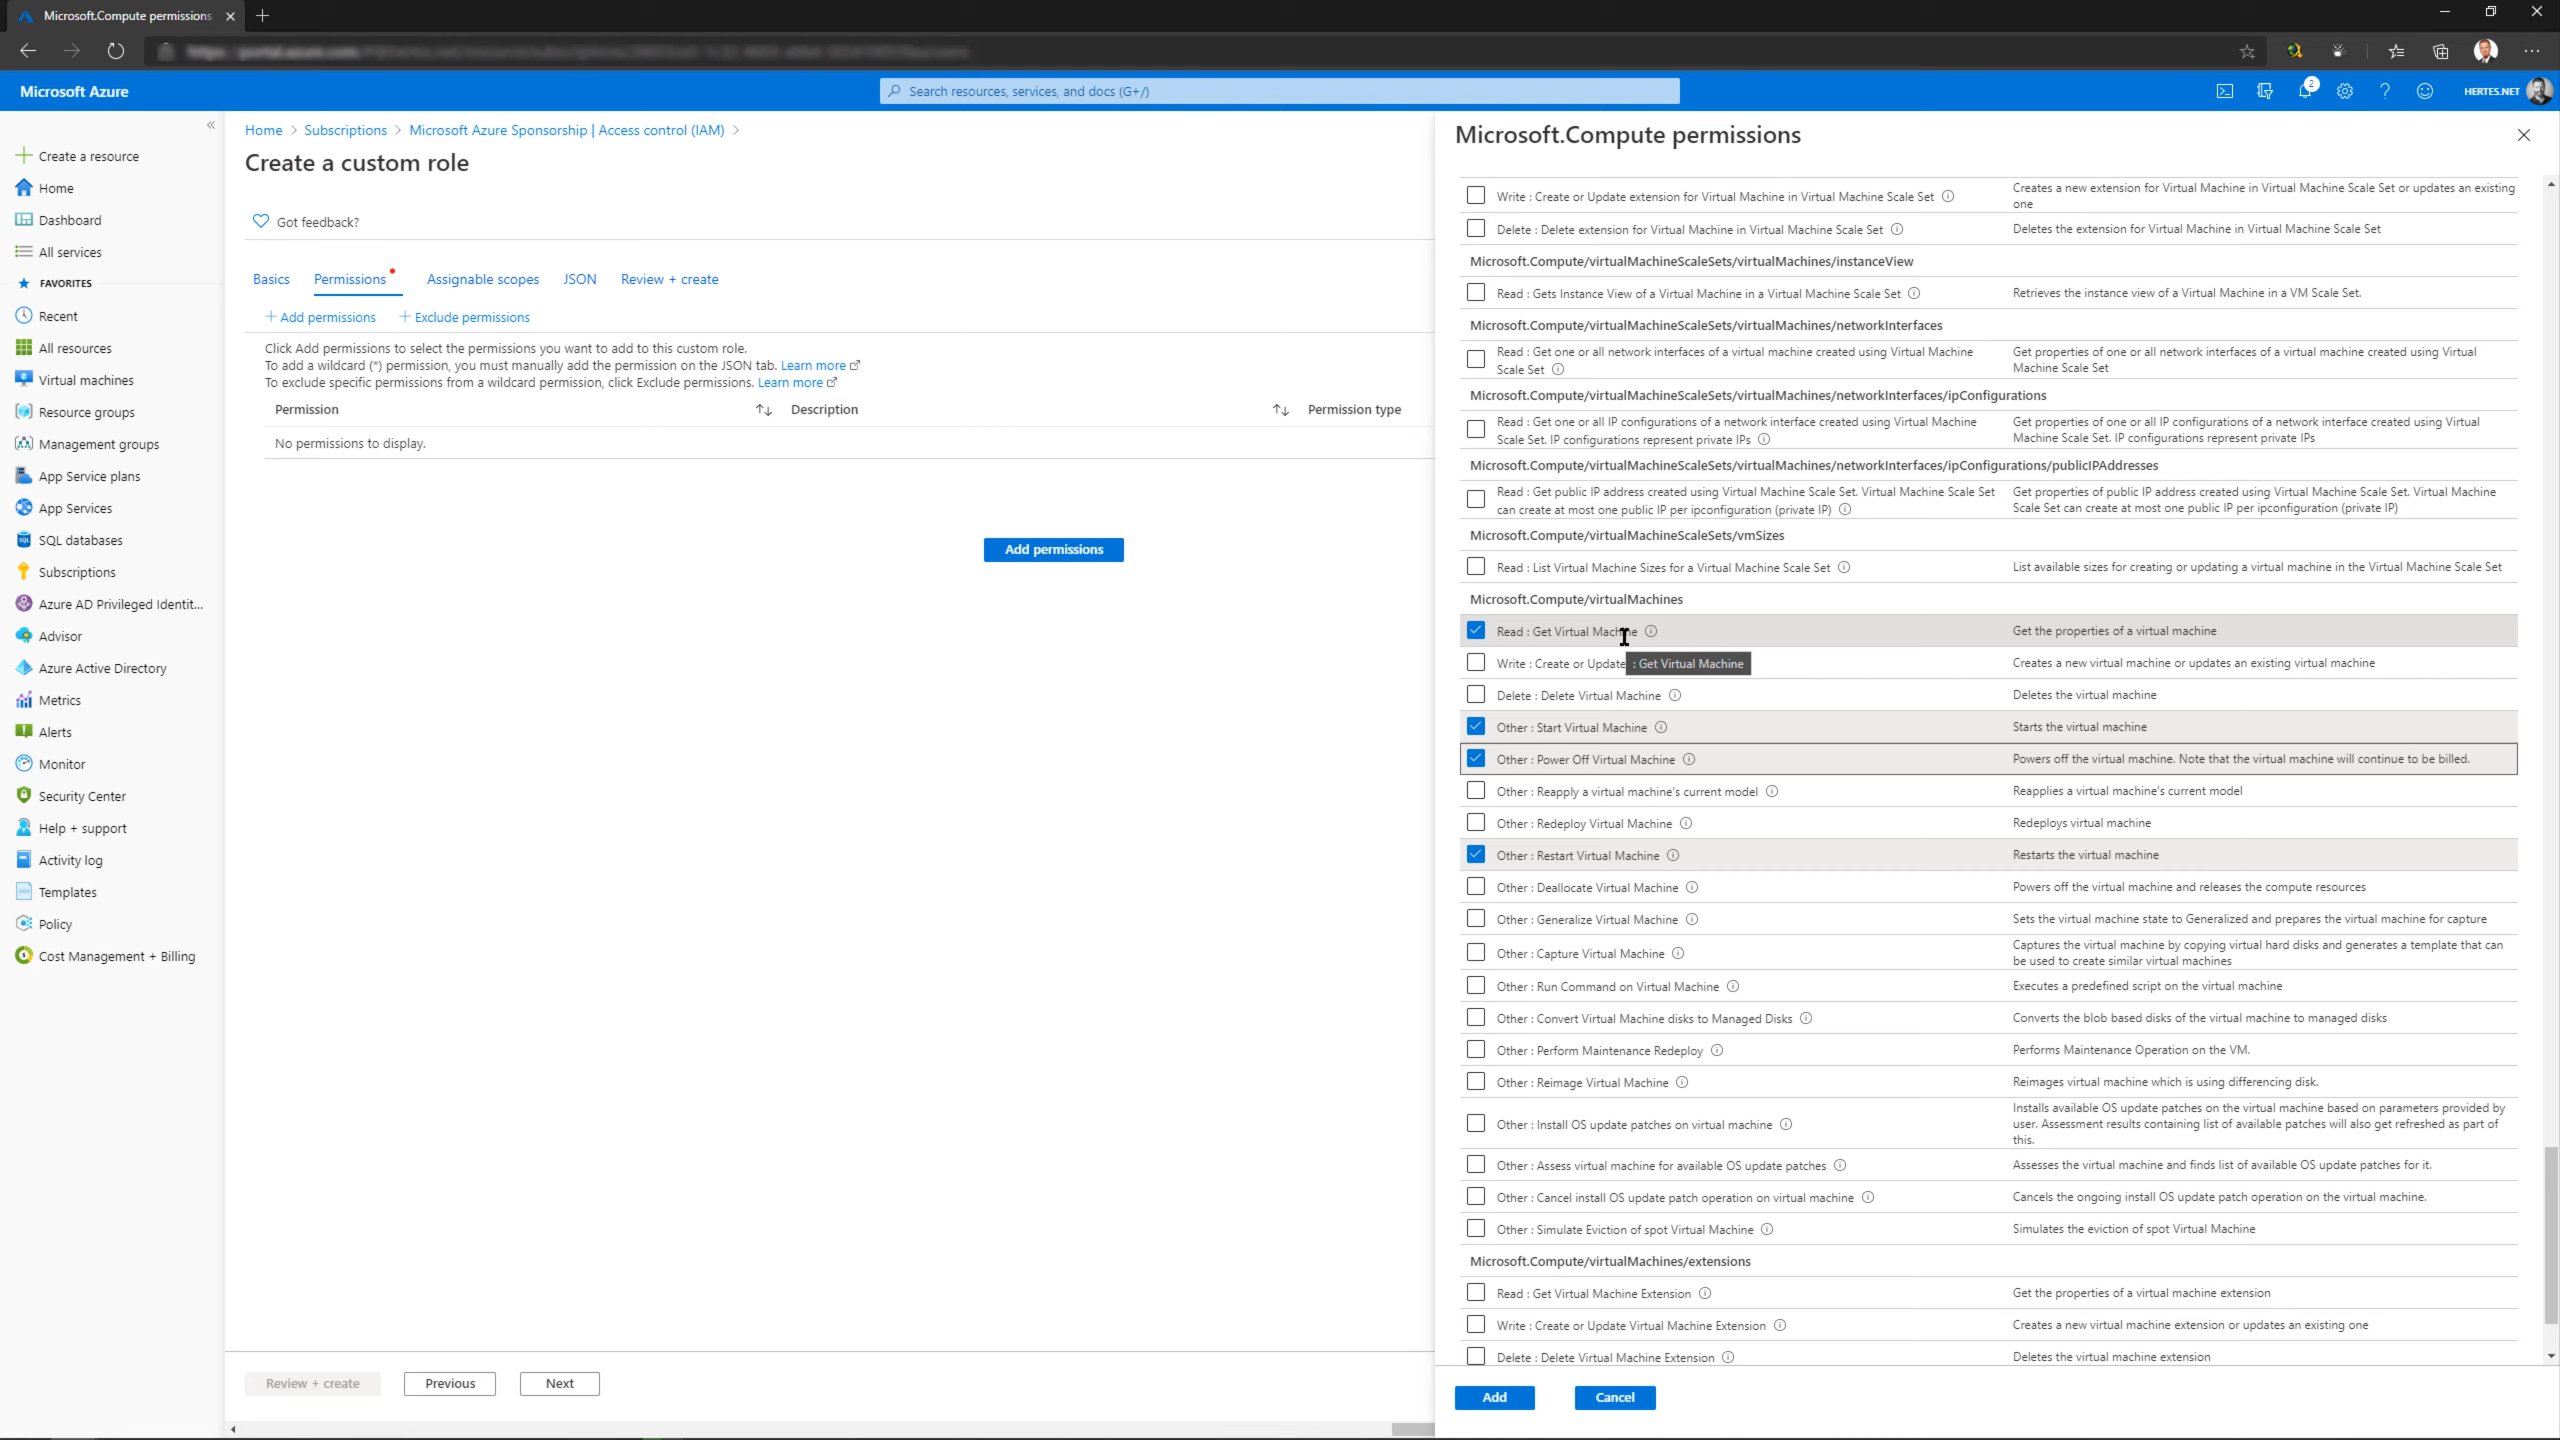 Microsoft.Compute permissions
Microsoft Azure
Search resources, services, and docs (G+/)
2
HERTES.NET
Create a resource
Home
Dashboard
All services
FAVORITES
Recent
All resources
Virtual machines
Resource groups
Management groups
App Service plans
App Services
SQL databases
Subscriptions
Azure AD Privileged Identit...
Advisor
Azure Active Directory
Metrics
Alerts
Monitor
Security Center
Help + support
Activity log
Templates
Policy
Cost Management + Billing
Home > Subscriptions > Microsoft Azure Sponsorship | Access control (IAM) >
Create a custom role
Got feedback?
Basics Permissions Assignable scopes JSON Review + create
+ Add permissions + Exclude permissions
Click Add permissions to select the permissions you want to add to this custom role.
To add a wildcard (*) permission, you must manually add the permission on the JSON tab. Learn more
To exclude specific permissions from a wildcard permission, click Exclude permissions. Learn more
Permission Description Permission type
No permissions to display.
Add permissions
Review + create Previous Next
Microsoft.Compute permissions
Write : Create or Update extension for Virtual Machine in Virtual Machine Scale Set
Creates a new extension for Virtual Machine in Virtual Machine Scale Set or updates an existing
one
Delete : Delete extension for Virtual Machine in Virtual Machine Scale Set Deletes the extension for Virtual Machine in Virtual Machine Scale Set
Microsoft.Compute/virtualMachineScaleSets/virtualMachines/instanceView
Read : Gets Instance View of a Virtual Machine in a Virtual Machine Scale Set Retrieves the instance view of a Virtual Machine in a VM Scale Set.
Microsoft.Compute/virtualMachineScaleSets/virtualMachines/networkInterfaces
Read : Get one or all network interfaces of a virtual machine created using Virtual Machine
Scale Set
Get properties of one or all network interfaces of a virtual machine created using Virtual
Machine Scale Set
Microsoft.Compute/virtualMachineScaleSets/virtualMachines/networkInterfaces/ipConfigurations
Read : Get one or all IP configurations of a network interface created using Virtual Machine
Scale Set. IP configurations represent private IPs
Get properties of one or all IP configurations of a network interface created using Virtual
Machine Scale Set. IP configurations represent private IPs
Microsoft.Compute/virtualMachineScaleSets/virtualMachines/networkInterfaces/ipConfigurations/publicIPAddresses
Read : Get public IP address created using Virtual Machine Scale Set. Virtual Machine Scale Set
can create at most one public IP per ipconfiguration (private IP)
Get properties of public IP address created using Virtual Machine Scale Set. Virtual Machine
Scale Set can create at most one public IP per ipconfiguration (private IP)
Microsoft.Compute/virtualMachineScaleSets/vmSizes
Read : List Virtual Machine Sizes for a Virtual Machine Scale Set List available sizes for creating or updating a virtual machine in the Virtual Machine Scale Set
Microsoft.Compute/virtualMachines
Read : Get Virtual Machine Get the properties of a virtual machine
Write : Create or Update : Get Virtual Machine Creates a new virtual machine or updates an existing virtual machine
Delete : Delete Virtual Machine Deletes the virtual machine
Other : Start Virtual Machine Starts the virtual machine
Other : Power Off Virtual Machine Powers off the virtual machine. Note that the virtual machine will continue to be billed.
Other : Reapply a virtual machine's current model Reapplies a virtual machine's current model
Other : Redeploy Virtual Machine Redeploys virtual machine
Other : Restart Virtual Machine Restarts the virtual machine
Other : Deallocate Virtual Machine Powers off the virtual machine and releases the compute resources
Other : Generalize Virtual Machine Sets the virtual machine state to Generalized and prepares the virtual machine for capture
Other : Capture Virtual Machine
Captures the virtual machine by copying virtual hard disks and generates a template that can
be used to create similar virtual machines
Other : Run Command on Virtual Machine Executes a predefined script on the virtual machine
Other : Convert Virtual Machine disks to Managed Disks Converts the blob based disks of the virtual machine to managed disks
Other : Perform Maintenance Redeploy Performs Maintenance Operation on the VM.
Other : Reimage Virtual Machine Reimages virtual machine which is using differencing disk.
Other : Install OS update patches on virtual machine
Installs available OS update patches on the virtual machine based on parameters provided by
user. Assessment results containing list of available patches will also get refreshed as part of
this.
Other : Assess virtual machine for available OS update patches Assesses the virtual machine and finds list of available OS update patches for it.
Other : Cancel install OS update patch operation on virtual machine Cancels the ongoing install OS update patch operation on the virtual machine.
Other : Simulate Eviction of spot Virtual Machine Simulates the eviction of spot Virtual Machine
Microsoft.Compute/virtualMachines/extensions
Read : Get Virtual Machine Extension Get the properties of a virtual machine extension
Write : Create or Update Virtual Machine Extension Creates a new virtual machine extension or updates an existing one
Delete : Delete Virtual Machine Extension Deletes the virtual machine extension
Add Cancel